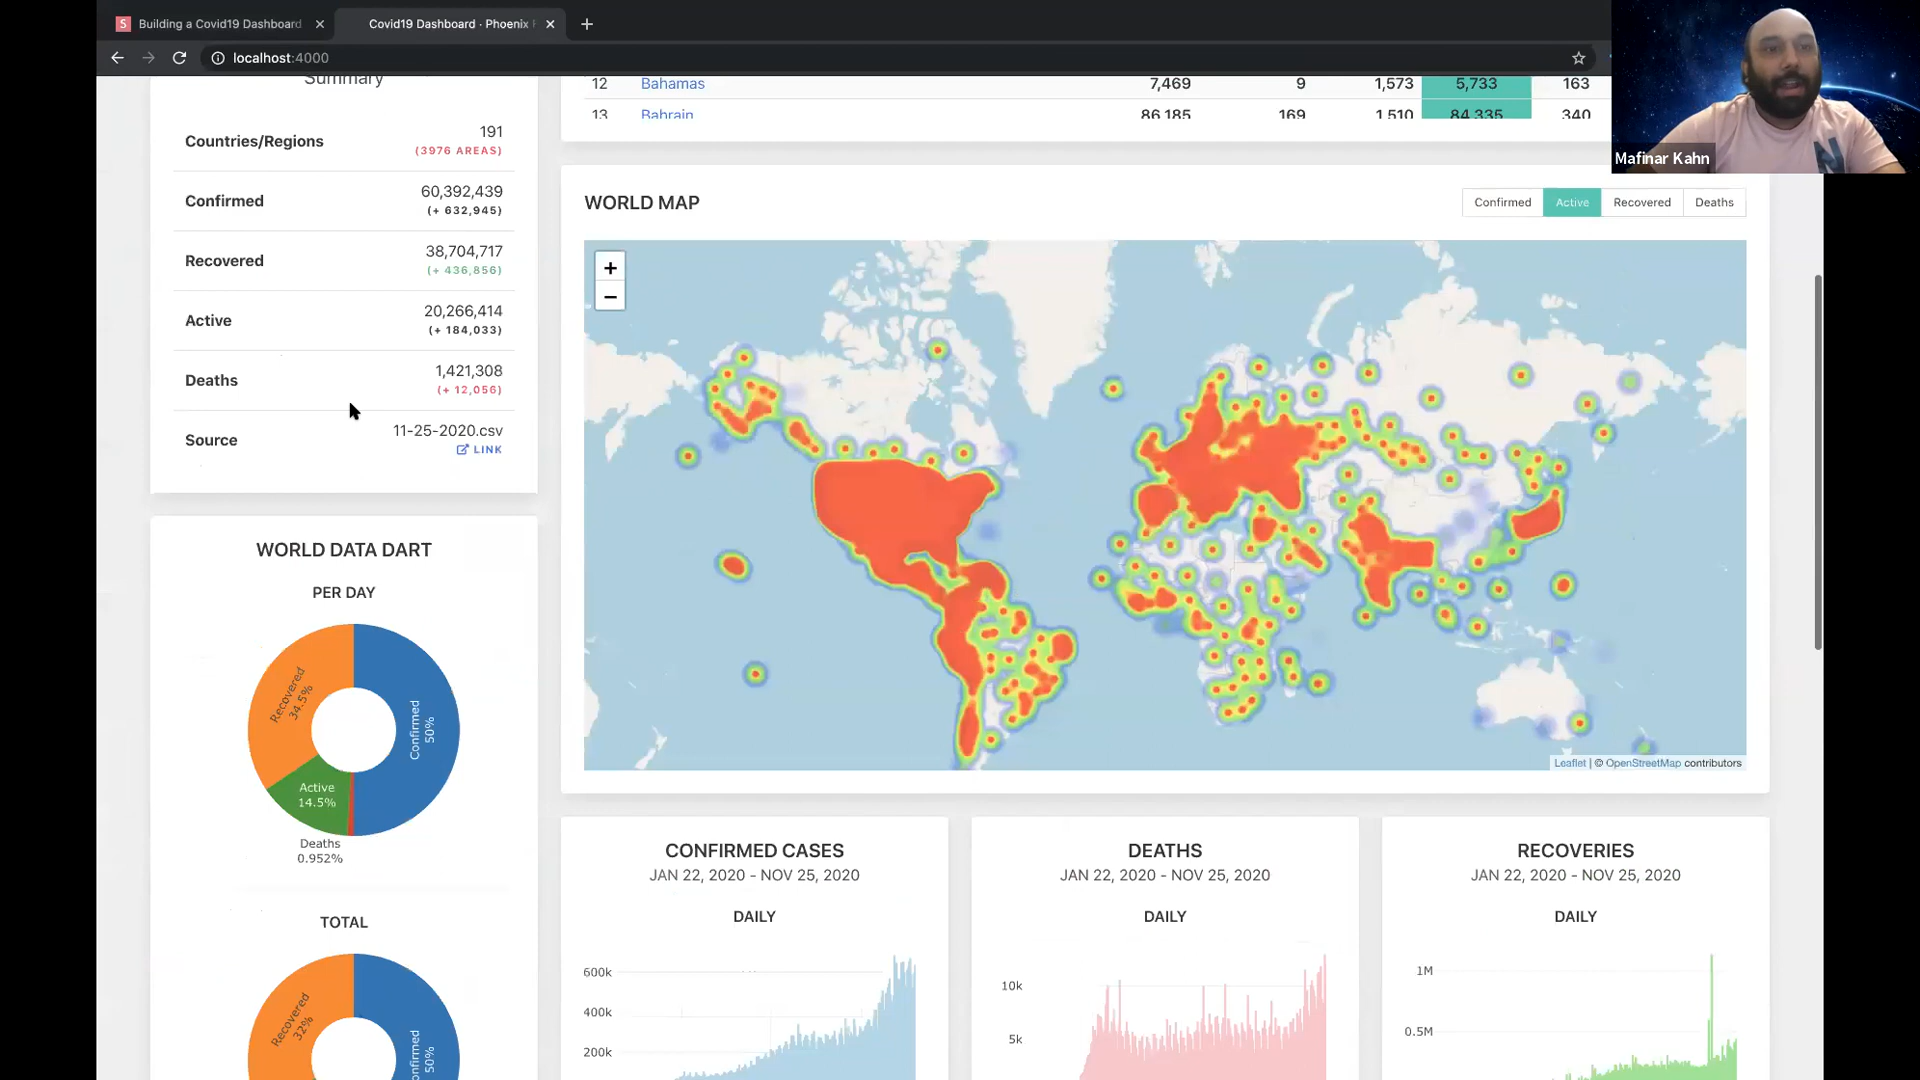 Building a Covid19 Dashboard
Covid19 Dashboard · Phoenix
localhost:4000
Mafinar Kahn
Summary
Countries/Regions 191
(3976 AREAS)
Confirmed 60,392,439
(+ 632,945)
Recovered 38,704,717
(+ 436,856)
Active 20,266,414
(+ 184,033)
Deaths 1,421,308
(+ 12,056)
Source 11-25-2020.csv
LINK
12 Bahamas 7,469 9 1,573 5,733 163
13 Bahrain 86,185 169 1,510 84,335 340
WORLD MAP
Confirmed Active Recovered Deaths
+
−
Leaflet | © OpenStreetMap contributors
WORLD DATA DART
PER DAY
Recovered
34.5%
Confirmed
50%
Active
14.5%
Deaths
0.952%
TOTAL
Recovered
32%
50%
CONFIRMED CASES
JAN 22, 2020 - NOV 25, 2020
DAILY
600k
400k
200k
DEATHS
JAN 22, 2020 - NOV 25, 2020
DAILY
10k
5k
RECOVERIES
JAN 22, 2020 - NOV 25, 2020
DAILY
1M
0.5M